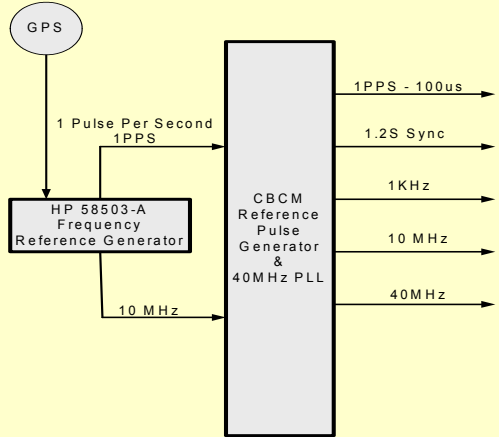 GPS
1 Pulse Per Second
1PPS
HP 58503-A
Frequency
Reference Generator
10 MHz
CBCM
Reference
Pulse
Generator
&
40MHz PLL
1PPS - 100us
1.2S Sync
1KHz
10 MHz
40MHz